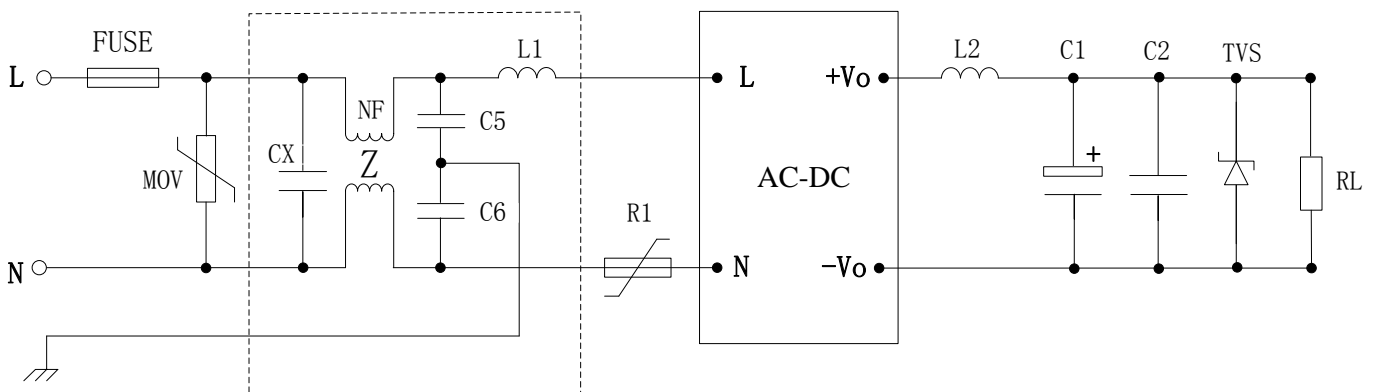 FUSE
L1
L2
C1
C2
TVS
L
NF
C5
L
+Vo
CX
Z
+
MOV
AC-DC
RL
C6
R1
N
N
-Vo